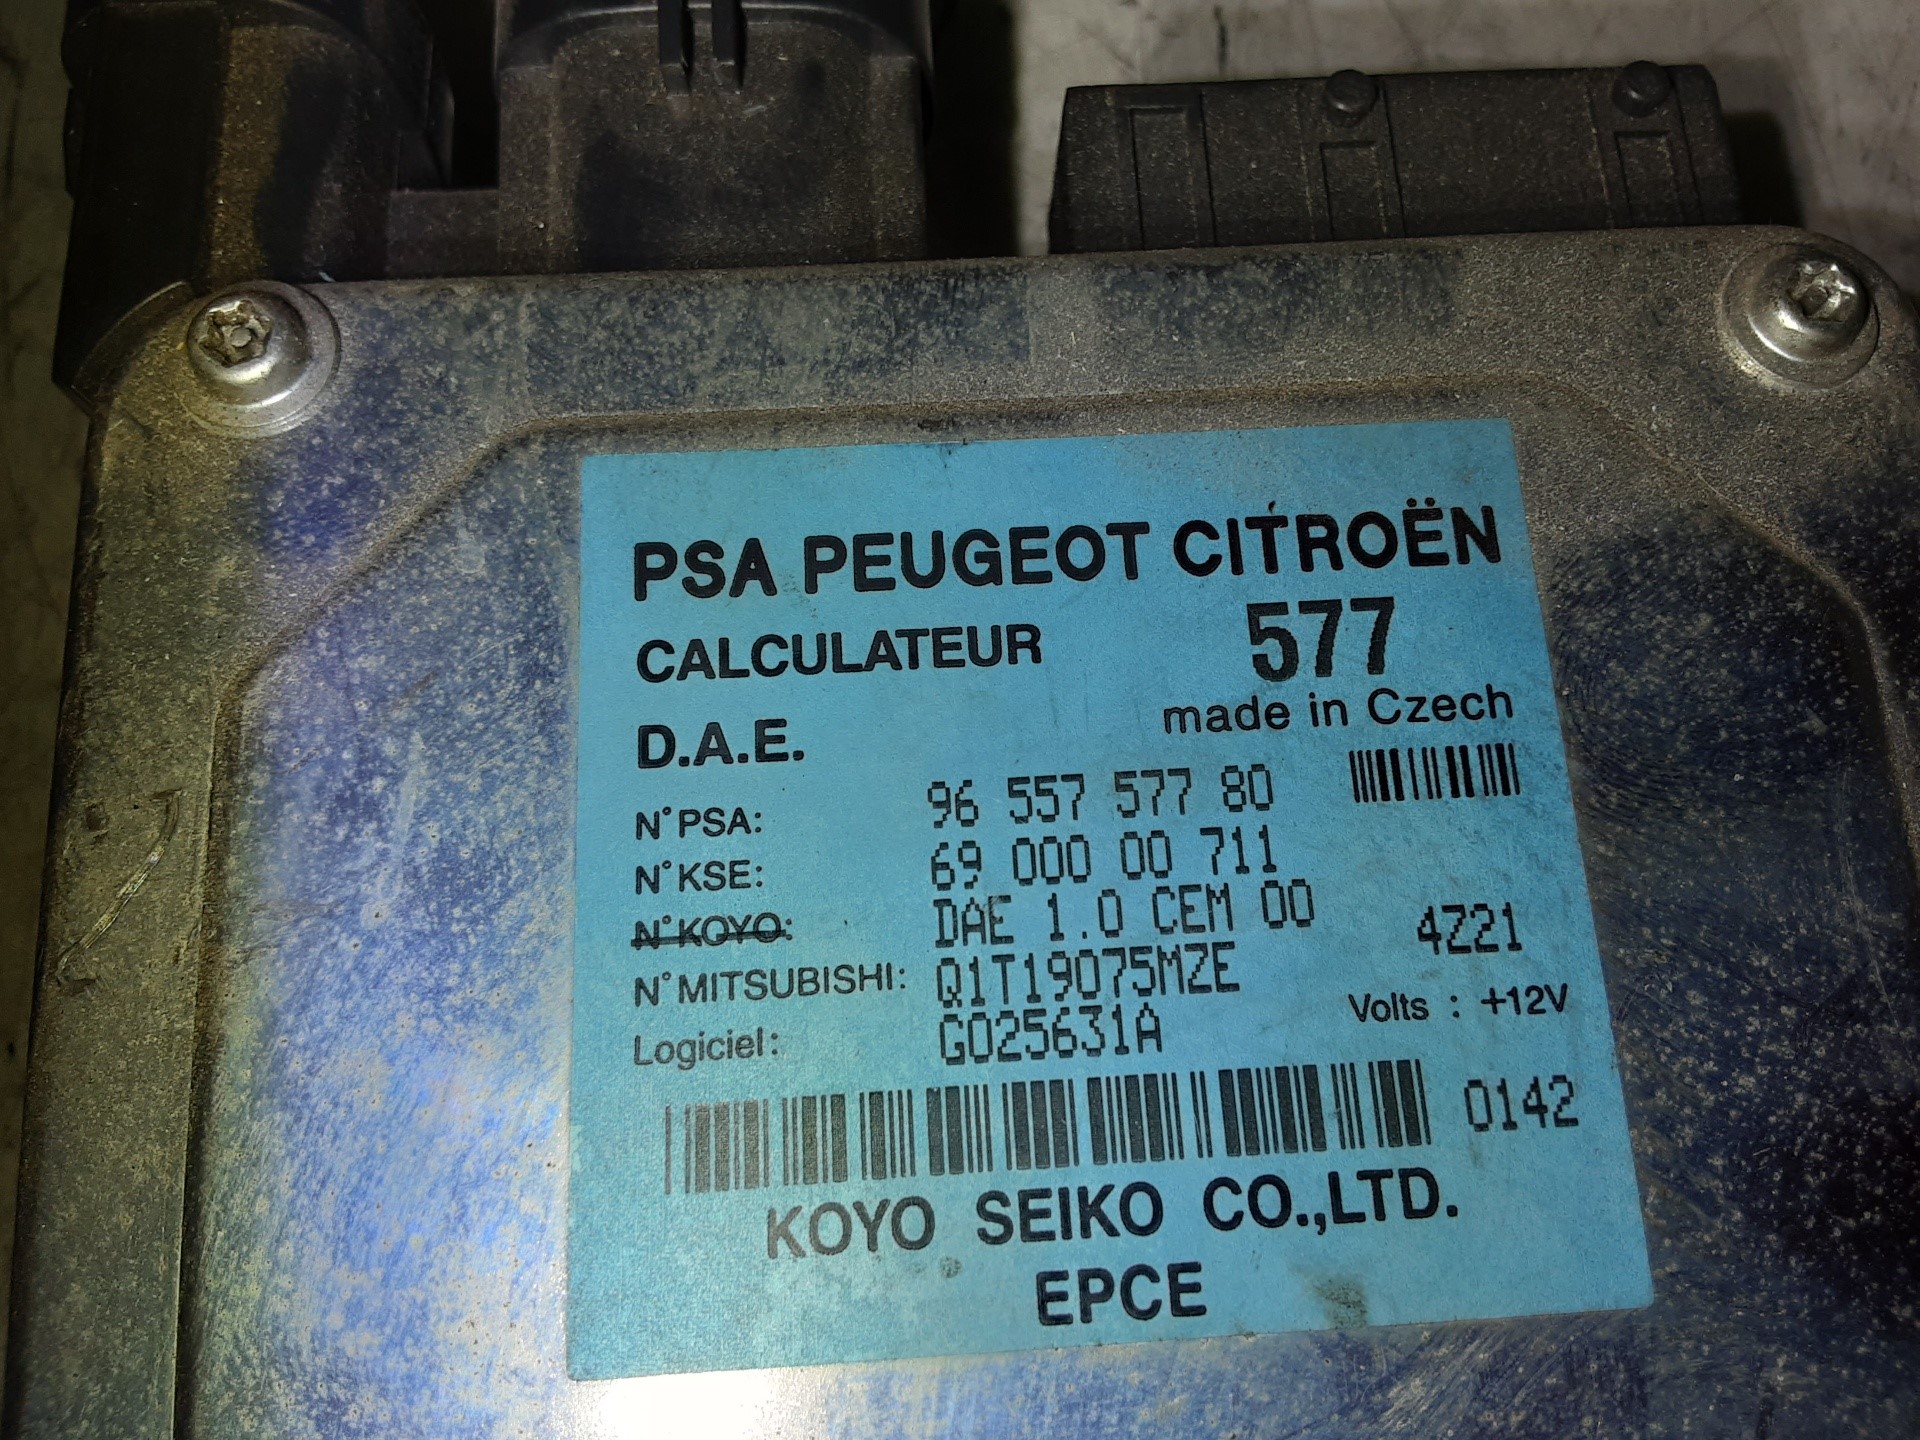 PSA PEUGEOT CITROËN
CALCULATEUR 577
made in Czech
D.A.E.
N°PSA: 96 557 577 80
N°KSE: 69 000 00 711
N°KOYO: DAE 1.0 CEM 00 4Z21
N°MITSUBISHI: Q1T19075MZE
Volts : +12V
Logiciel: G025631A
0142
KOYO SEIKO CO.,LTD.
EPCE